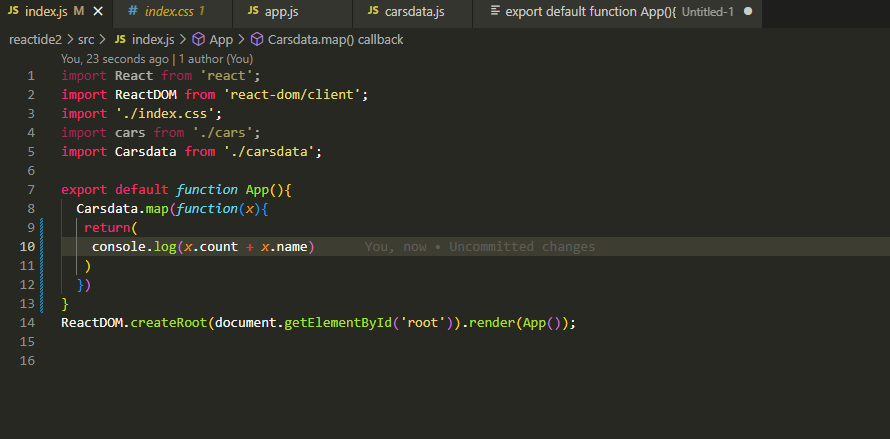 JS index.js M ×
# index.css 1
JS app.js
JS carsdata.js
export default function App(){ Untitled-1 ●
reactide2 > src > JS index.js > App > Carsdata.map() callback
You, 23 seconds ago | 1 author (You)
1 import React from 'react';
2 import ReactDOM from 'react-dom/client';
3 import './index.css';
4 import cars from './cars';
5 import Carsdata from './carsdata';
6
7 export default function App(){
8 Carsdata.map(function(x){
9 return(
10 console.log(x.count + x.name) You, now • Uncommitted changes
11 )
12 })
13 }
14 ReactDOM.createRoot(document.getElementById('root')).render(App());
15
16